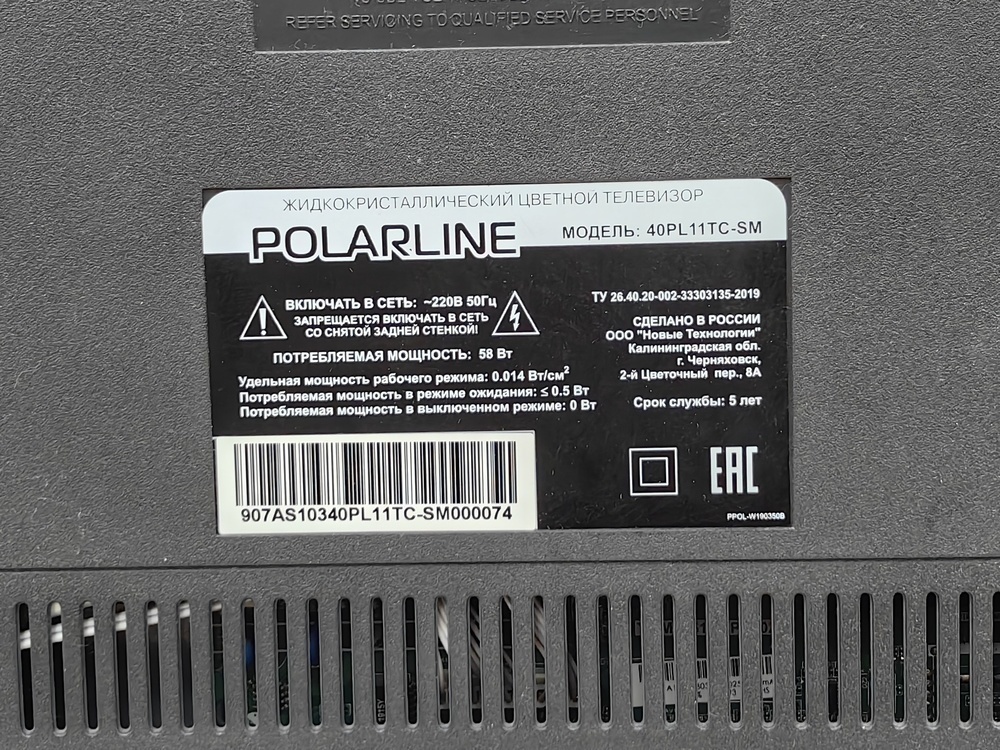 REFER SERVICING TO QUALIFIED SERVICE PERSONNEL
ЖИДКОКРИСТАЛЛИЧЕСКИЙ ЦВЕТНОЙ ТЕЛЕВИЗОР
POLARLINE
МОДЕЛЬ: 40PL11TC-SM
ВКЛЮЧАТЬ В СЕТЬ: ~220В 50Гц
ЗАПРЕЩАЕТСЯ ВКЛЮЧАТЬ В СЕТЬ
СО СНЯТОЙ ЗАДНЕЙ СТЕНКОЙ!
ПОТРЕБЛЯЕМАЯ МОЩНОСТЬ: 58 Вт
Удельная мощность рабочего режима: 0.014 Вт/см²
Потребляемая мощность в режиме ожидания: ≤ 0.5 Вт
Потребляемая мощность в выключенном режиме: 0 Вт
ТУ 26.40.20-002-33303135-2019
СДЕЛАНО В РОССИИ
ООО "Новые Технологии"
Калининградская обл.
г. Черняховск,
2-й Цветочный пер., 8А
Срок службы: 5 лет
EAC
907AS10340PL11TC-SM000074
PPOL-W190350B